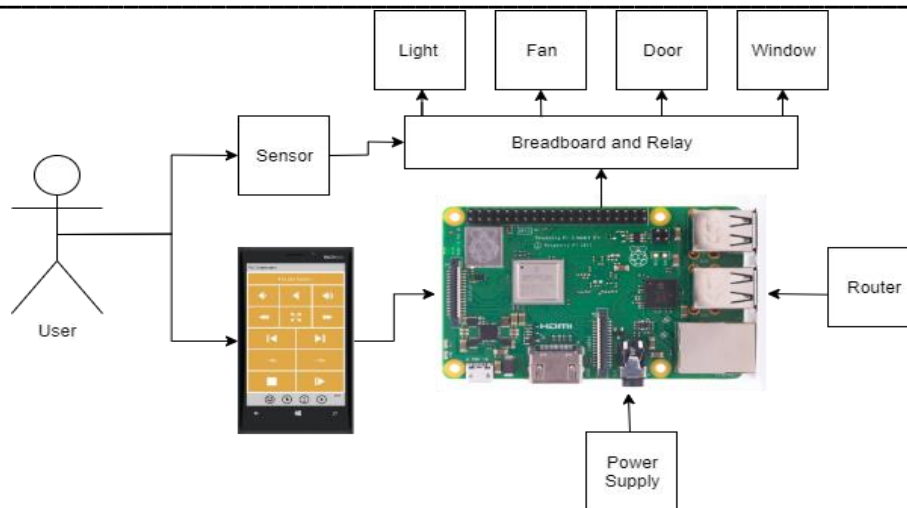 Light
Fan
Door
Window
Sensor
Breadboard and Relay
User
HDMI
Router
Power
Supply